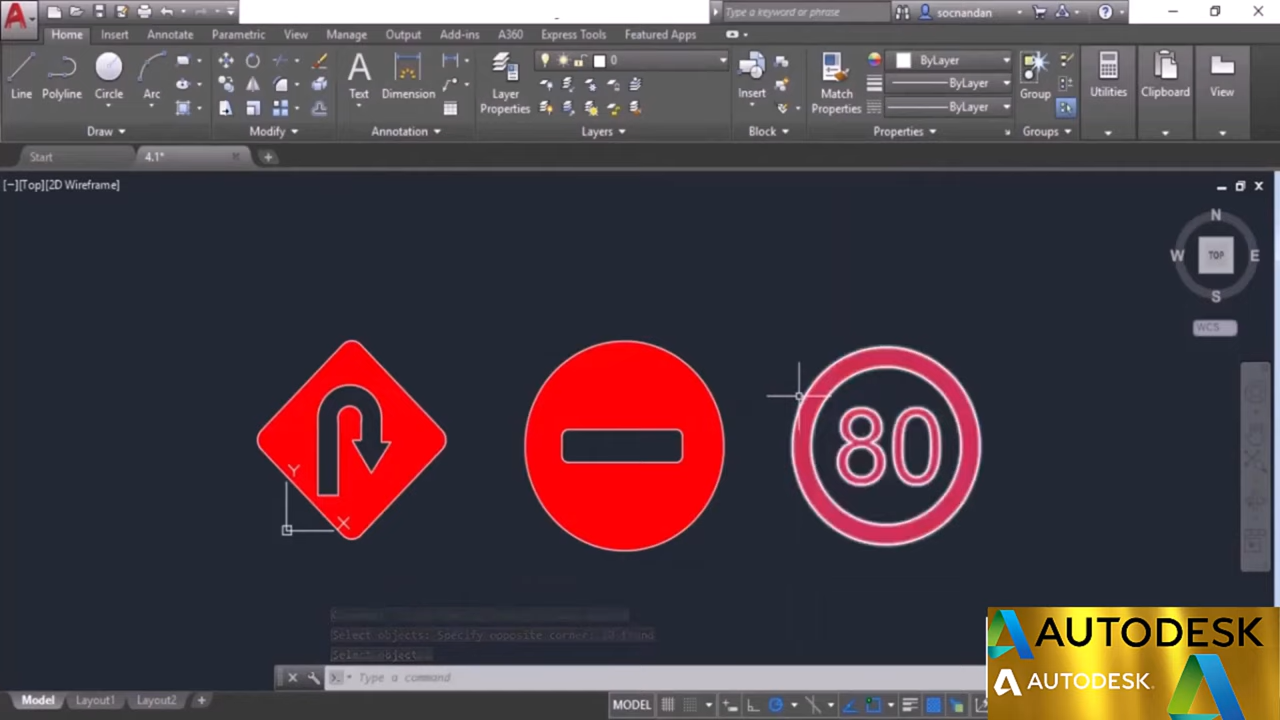 Type a keyword or phrase
socnandan
Home Insert Annotate Parametric View Manage Output Add-ins A360 Express Tools Featured Apps
Line Polyline Circle Arc
Text Dimension
Layer Properties
0
Insert
Match Properties
ByLayer
ByLayer
ByLayer
Group
Utilities Clipboard View
Draw Modify Annotation Layers Block Properties Groups
Start 4.1*
[−][Top][2D Wireframe]
N
W TOP E
S
WCS
80
Y
X
Select objects: Specify opposite corner:
Type a command
Model Layout1 Layout2
MODEL
AUTODESK
AUTODESK.